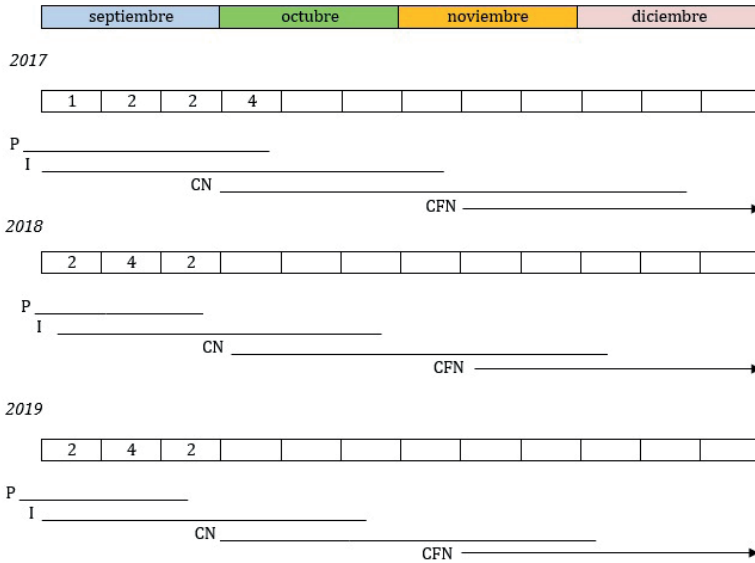 septiembre octubre noviembre diciembre
2017
1 2 2 4
P
I
CN
CFN
2018
2 4 2
P
I
CN
CFN
2019
2 4 2
P
I
CN
CFN